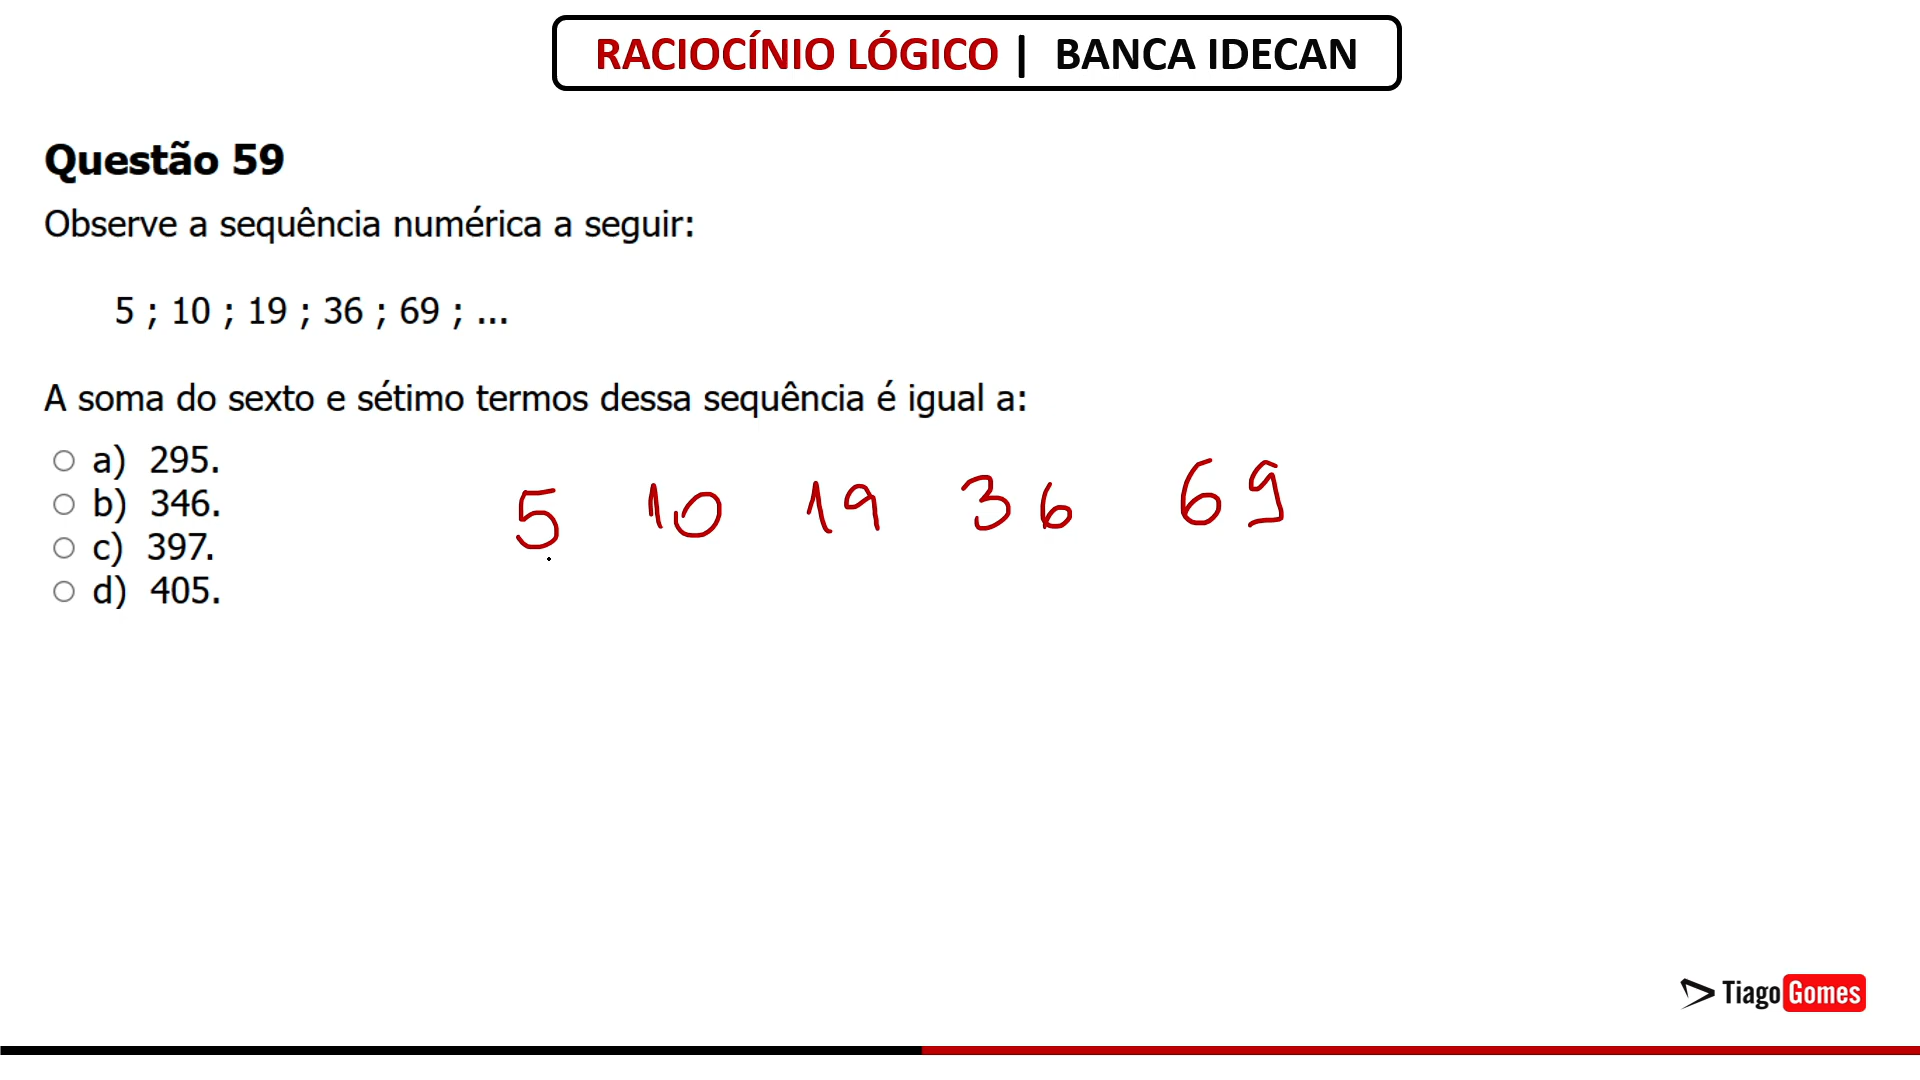 RACIOCÍNIO LÓGICO | BANCA IDECAN
Questão 59
Observe a sequência numérica a seguir:
5 ; 10 ; 19 ; 36 ; 69 ; ...
A soma do sexto e sétimo termos dessa sequência é igual a:
a) 295.
b) 346.
c) 397.
d) 405.
5 10 19 36 69
Tiago Gomes